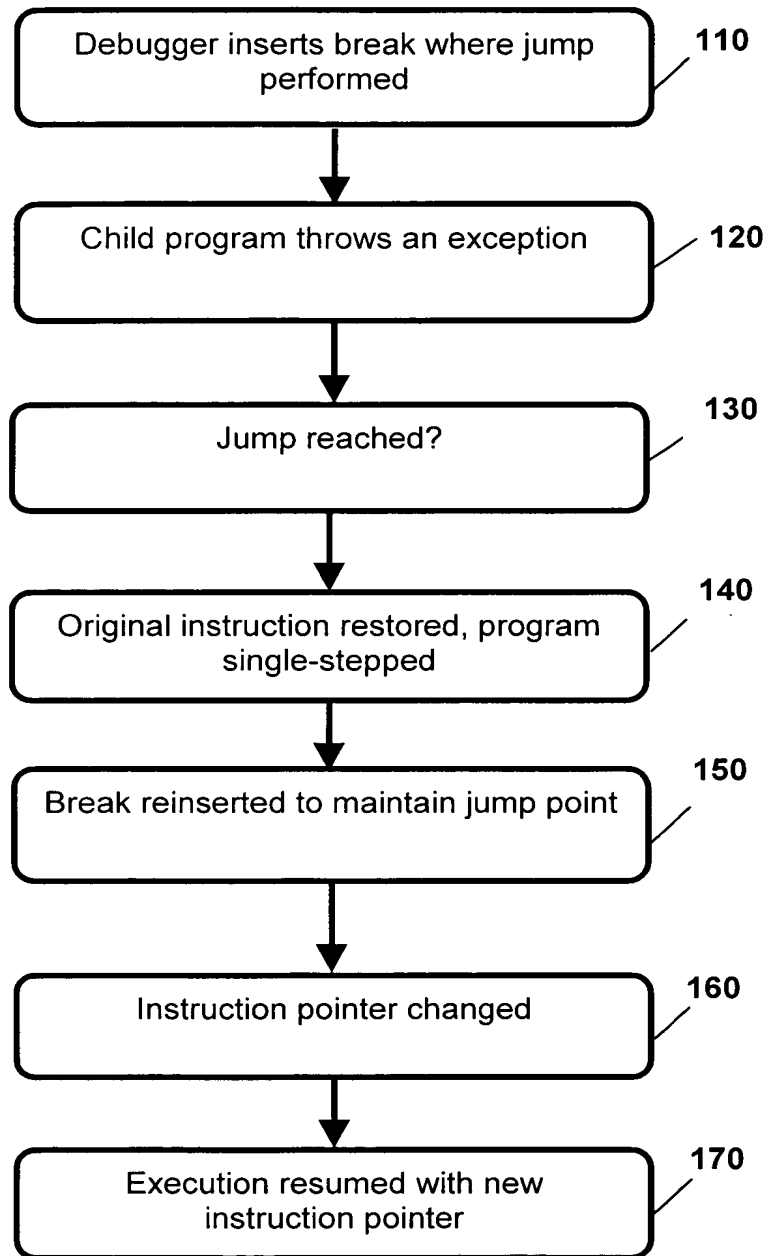 Debugger inserts break where jump
performed
110
Child program throws an exception
120
Jump reached?
130
Original instruction restored, program
single-stepped
140
Break reinserted to maintain jump point
150
Instruction pointer changed
160
Execution resumed with new
instruction pointer
170